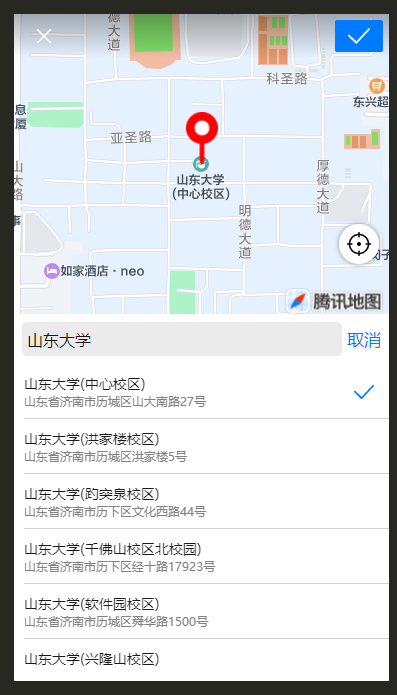 德
大
道
科圣路
东兴超
息
厦
亚圣路
山
大
路
厚
德
大
道
山东大学
(中心校区)
明
德
大
道
事
如家酒店·neo
腾讯地图
山东大学
取消
山东大学(中心校区)
山东省济南市历城区山大南路27号
山东大学(洪家楼校区)
山东省济南市历城区洪家楼5号
山东大学(趵突泉校区)
山东省济南市历下区文化西路44号
山东大学(千佛山校区北校园)
山东省济南市历下区经十路17923号
山东大学(软件园校区)
山东省济南市历城区舜华路1500号
山东大学(兴隆山校区)